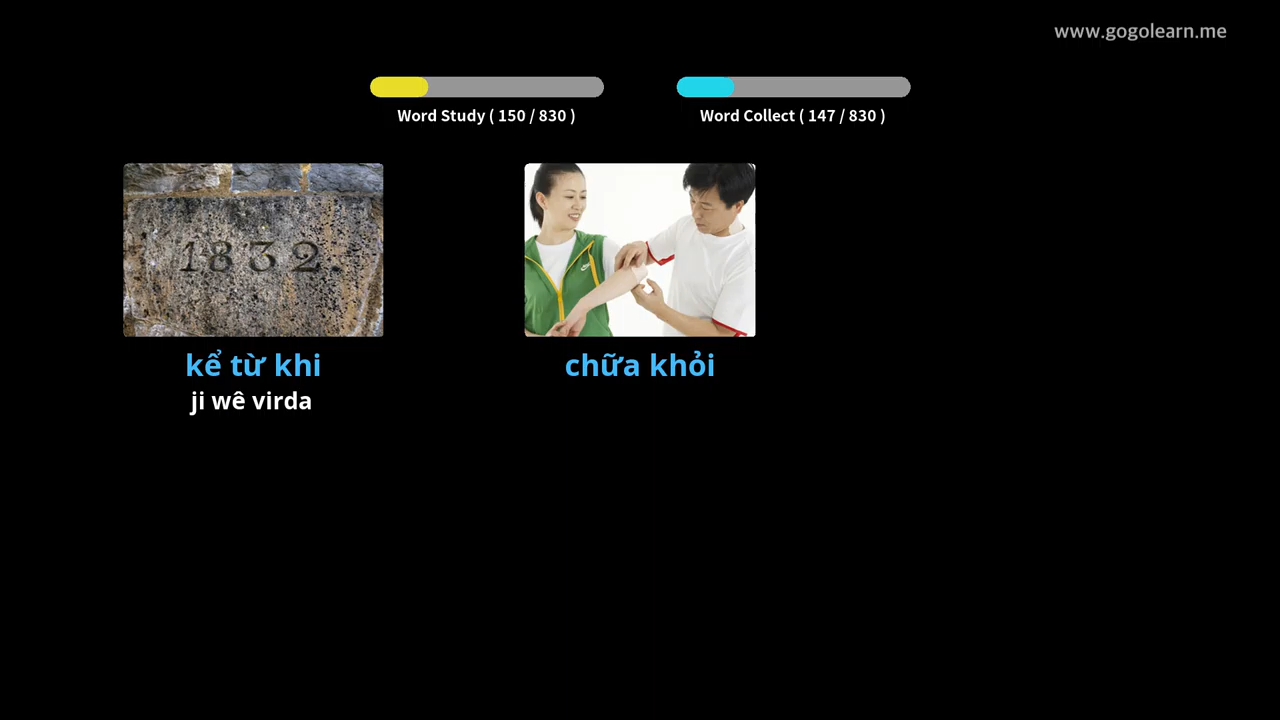 www.gogolearn.me
Word Study ( 150 / 830 )
Word Collect ( 147 / 830 )
1832.
kể từ khi
ji wê virda
chữa khỏi